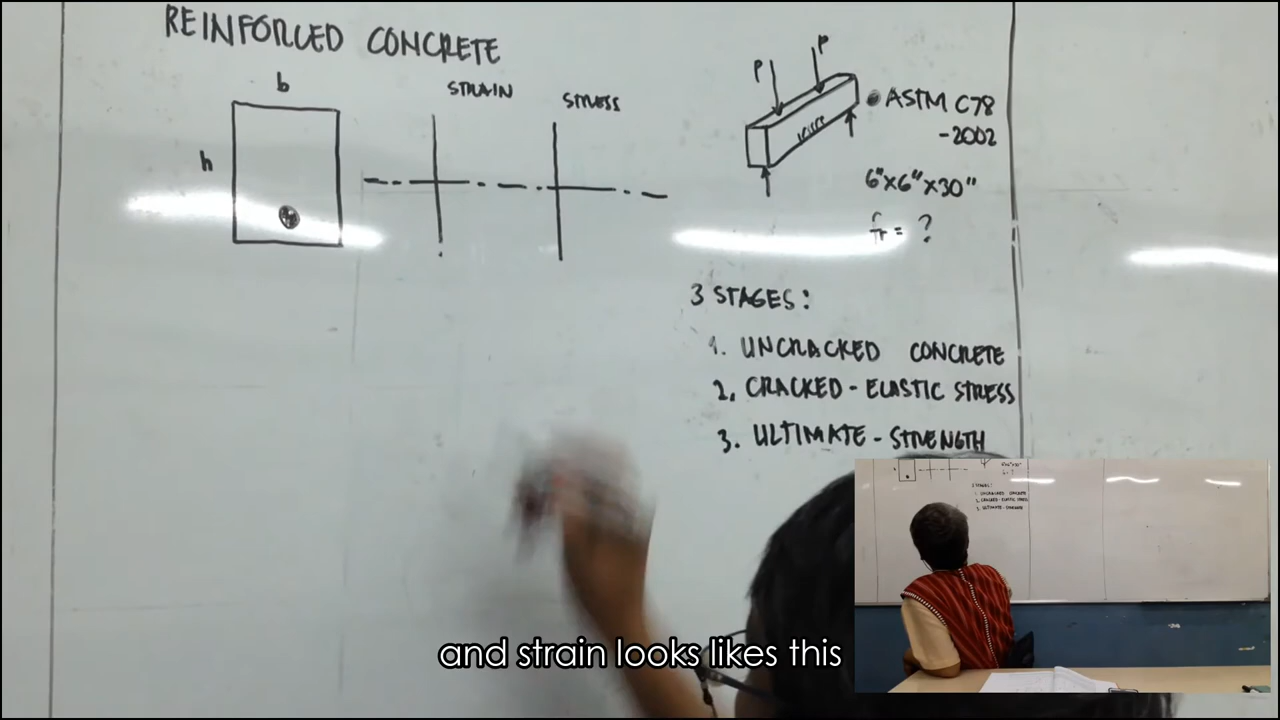 REINFORCED CONCRETE
b
STRAIN
STRESS
h
P
P
ASTM C78
-2002
6"x6"x30"
fr = ?
3 STAGES:
1. UNCRACKED CONCRETE
2. CRACKED - ELASTIC STRESS
3. ULTIMATE - STRENGTH
and strain looks likes this